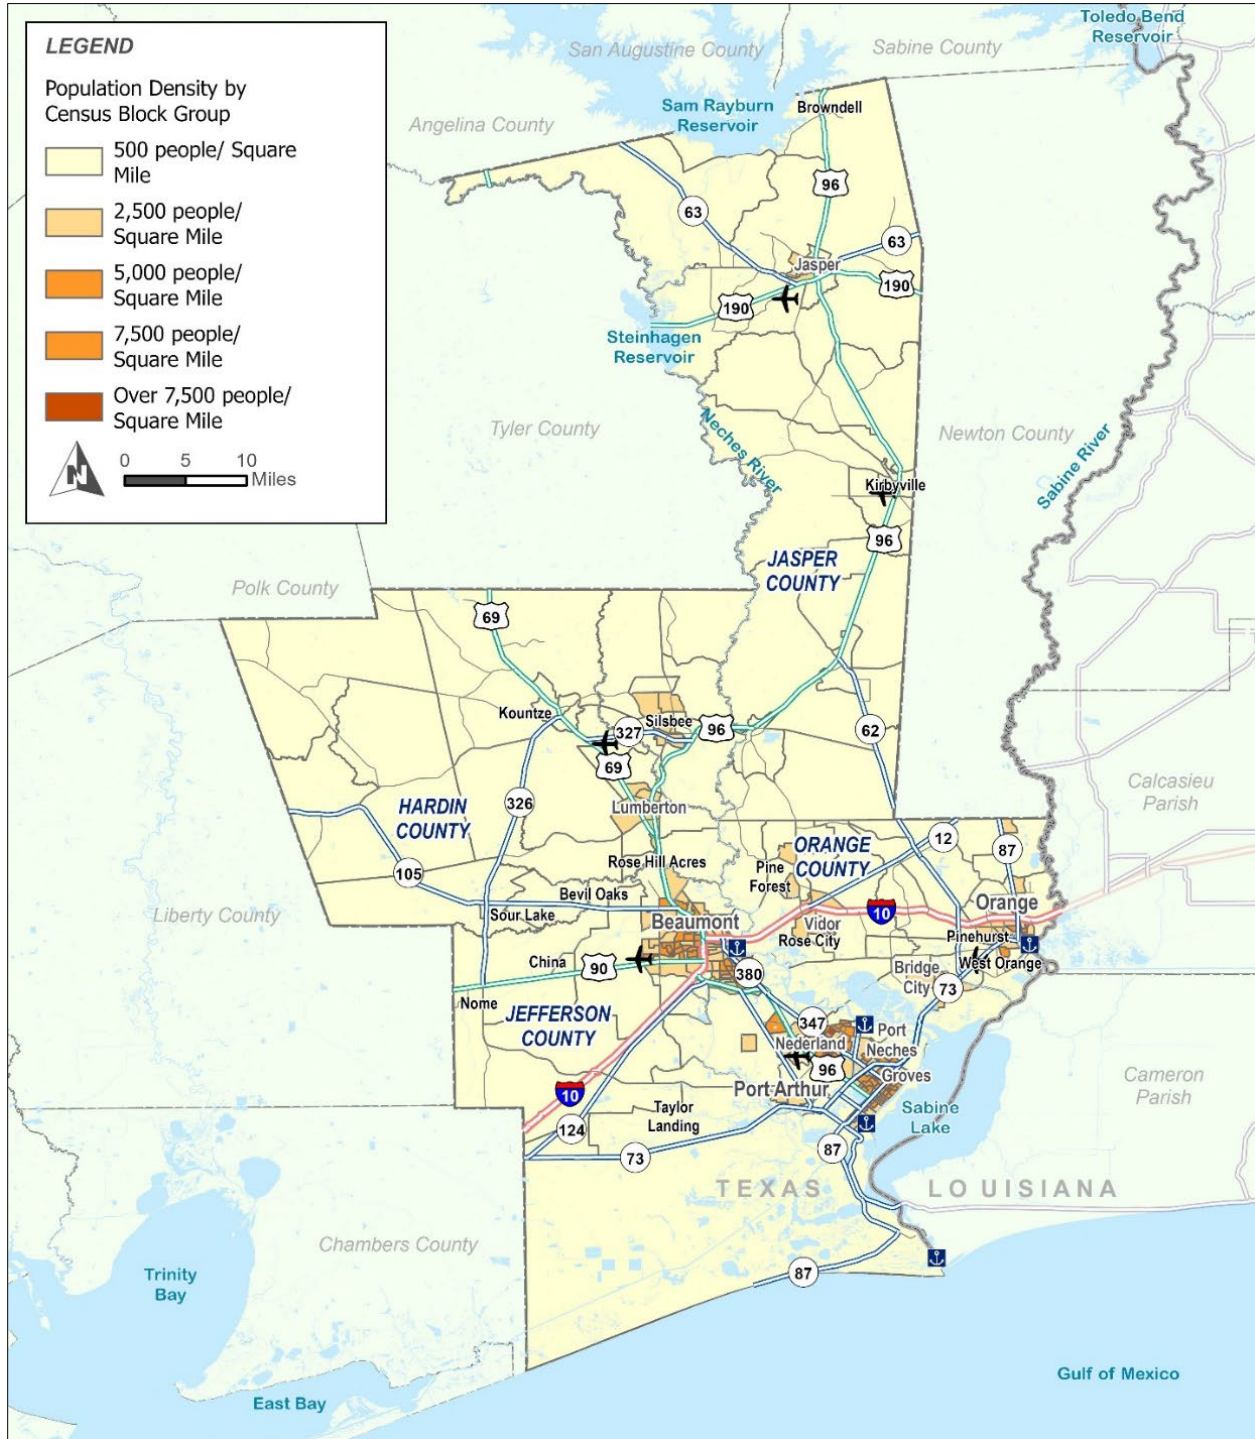 LEGEND
Population Density by
Census Block Group
500 people/ Square
Mile
2,500 people/
Square Mile
5,000 people/
Square Mile
7,500 people/
Square Mile
Over 7,500 people/
Square Mile
N
0 5 10
Miles
San Augustine County
Sabine County
Toledo Bend
Reservoir
Angelina County
Sam Rayburn
Reservoir
Browndell
96
63
63
Jasper
190
190
Steinhagen
Reservoir
Tyler County
Neches River
Newton County
Sabine River
Kirbyville
96
JASPER
COUNTY
Polk County
69
Kountze
Silsbee
327
96
69
62
326
Lumberton
HARDIN
COUNTY
Calcasieu
Parish
ORANGE
COUNTY
12
87
105
Rose Hill Acres
Pine
Forest
Bevil Oaks
Liberty County
Sour Lake
Beaumont
Vidor
10
Orange
Rose City
Pinehurst
West Orange
China
90
380
Bridge
City
73
Nome
JEFFERSON
COUNTY
347
Port
Neches
Nederland
96
Groves
Port Arthur
10
Cameron
Parish
Taylor
Landing
Sabine
Lake
124
73
87
TEXAS
LOUISIANA
Chambers County
Trinity
Bay
87
East Bay
Gulf of Mexico